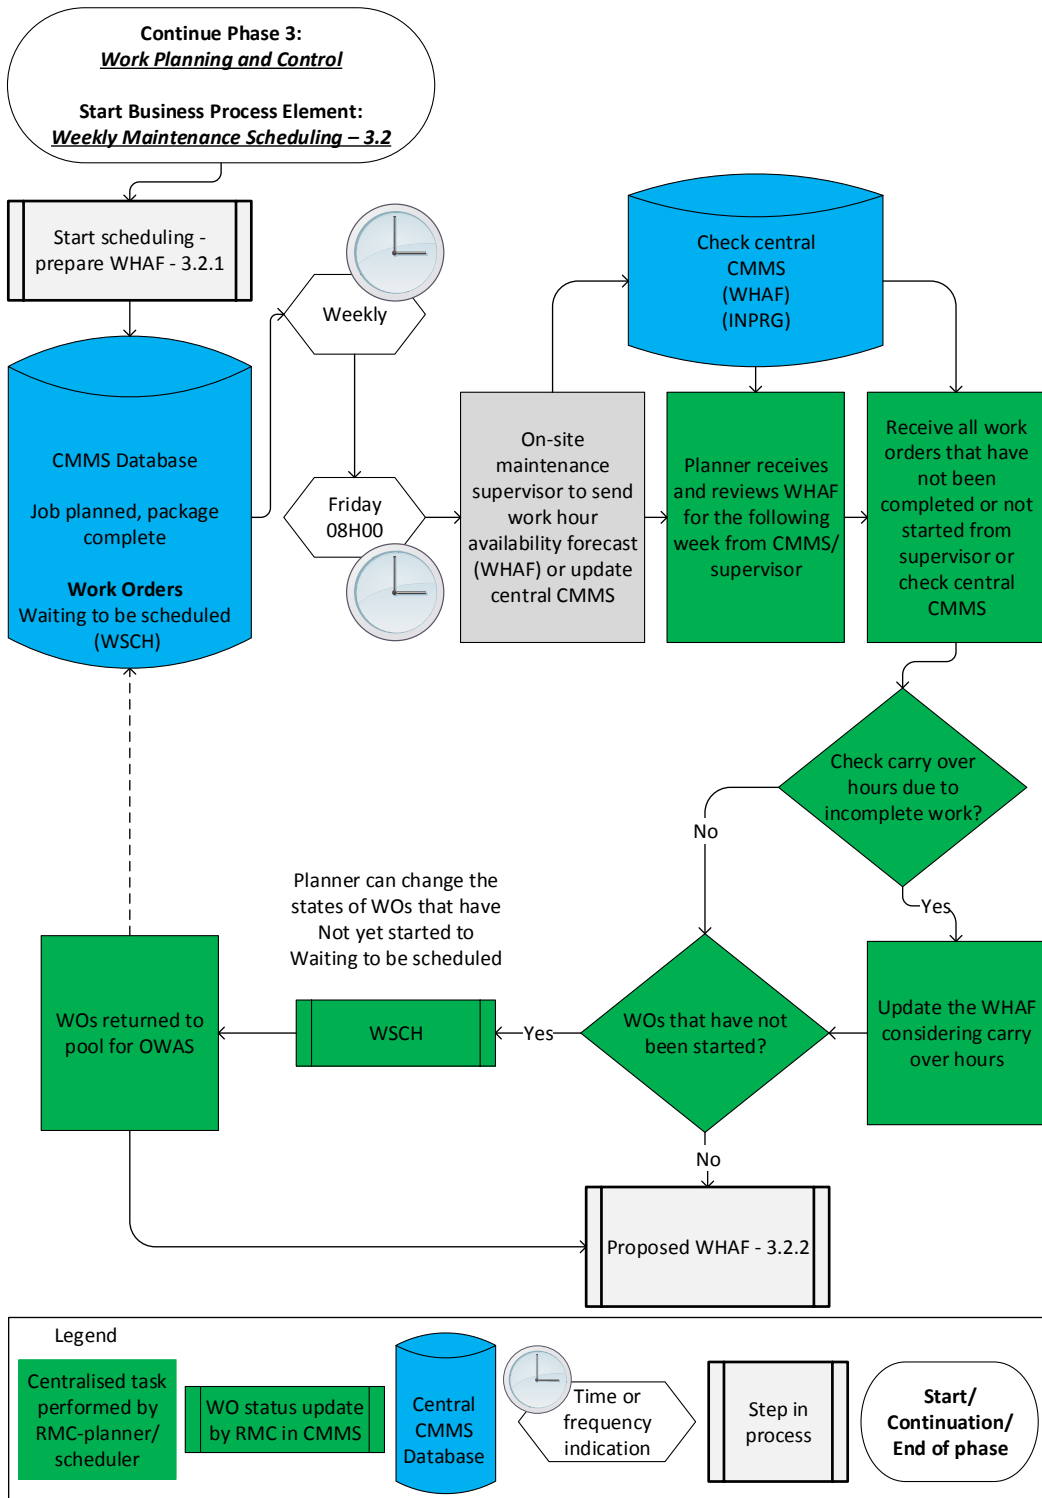 Continue Phase 3:
Work Planning and Control
Start Business Process Element:
Weekly Maintenance Scheduling – 3.2
Start scheduling -
prepare WHAF - 3.2.1
CMMS Database
Job planned, package
complete
Work Orders
Waiting to be scheduled
(WSCH)
Weekly
Friday
08H00
On-site
maintenance
supervisor to send
work hour
availability forecast
(WHAF) or update
central CMMS
Check central
CMMS
(WHAF)
(INPRG)
Planner receives
and reviews WHAF
for the following
week from CMMS/
supervisor
Receive all work
orders that have
not been
completed or not
started from
supervisor or
check central
CMMS
Check carry over
hours due to
incomplete work?
No
Yes
Update the WHAF
considering carry
over hours
WOs that have not
been started?
Yes
No
Planner can change the
states of WOs that have
Not yet started to
Waiting to be scheduled
WSCH
WOs returned to
pool for OWAS
Proposed WHAF - 3.2.2
Legend
Centralised task
performed by
RMC-planner/
scheduler
WO status update
by RMC in CMMS
Central
CMMS
Database
Time or
frequency
indication
Step in
process
Start/
Continuation/
End of phase